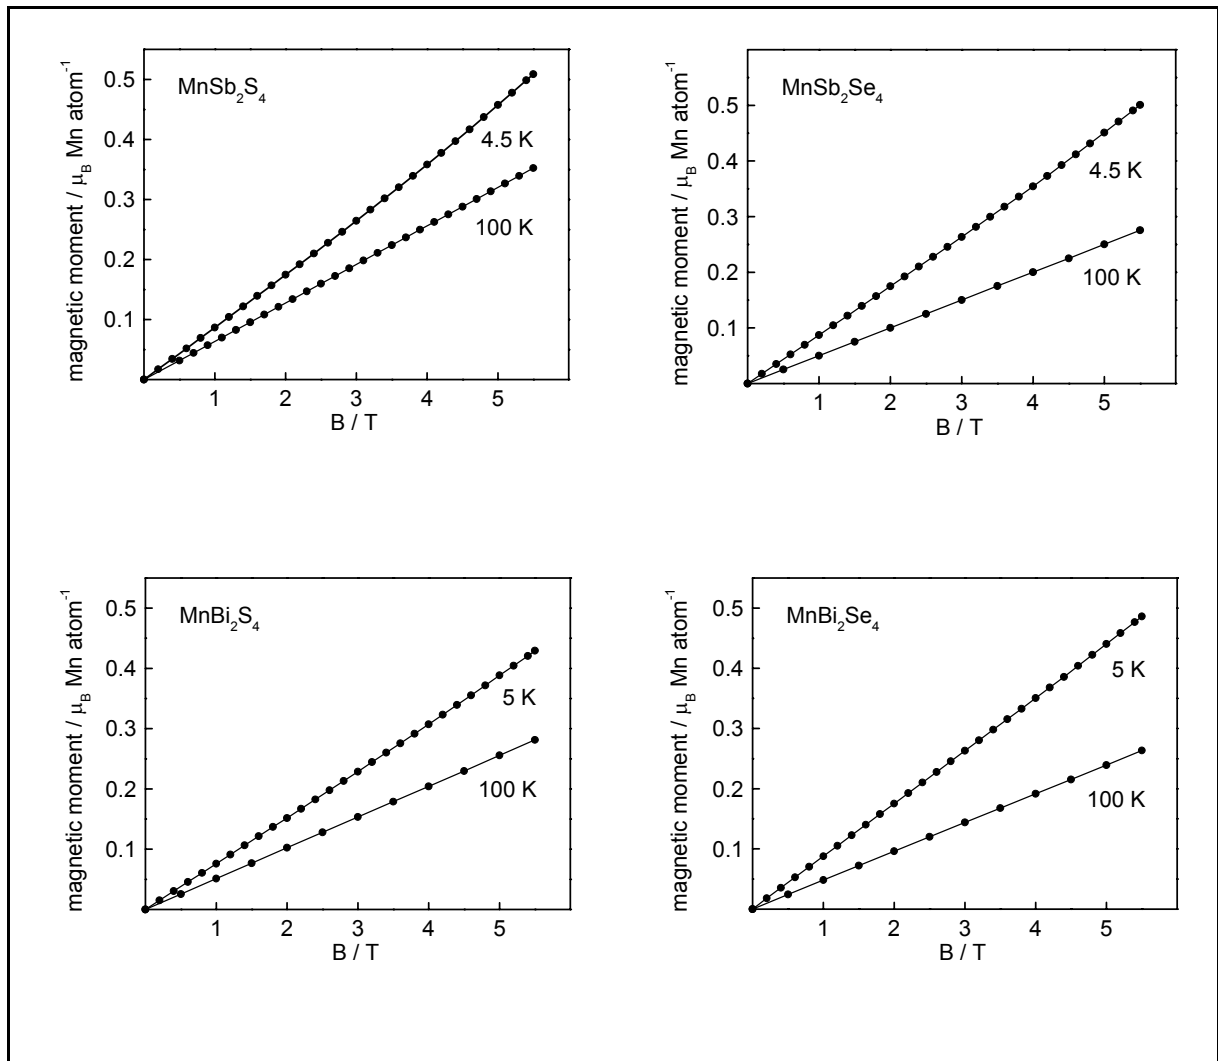 MnSb₂S₄
magnetic moment / μB Mn atom⁻¹
0.5
0.4
0.3
0.2
0.1
4.5 K
100 K
1 2 3 4 5
B / T
MnSb₂Se₄
magnetic moment / μB Mn atom⁻¹
0.5
0.4
0.3
0.2
0.1
4.5 K
100 K
1 2 3 4 5
B / T
MnBi₂S₄
magnetic moment / μB Mn atom⁻¹
0.5
0.4
0.3
0.2
0.1
5 K
100 K
1 2 3 4 5
B / T
MnBi₂Se₄
magnetic moment / μB Mn atom⁻¹
0.5
0.4
0.3
0.2
0.1
5 K
100 K
1 2 3 4 5
B / T